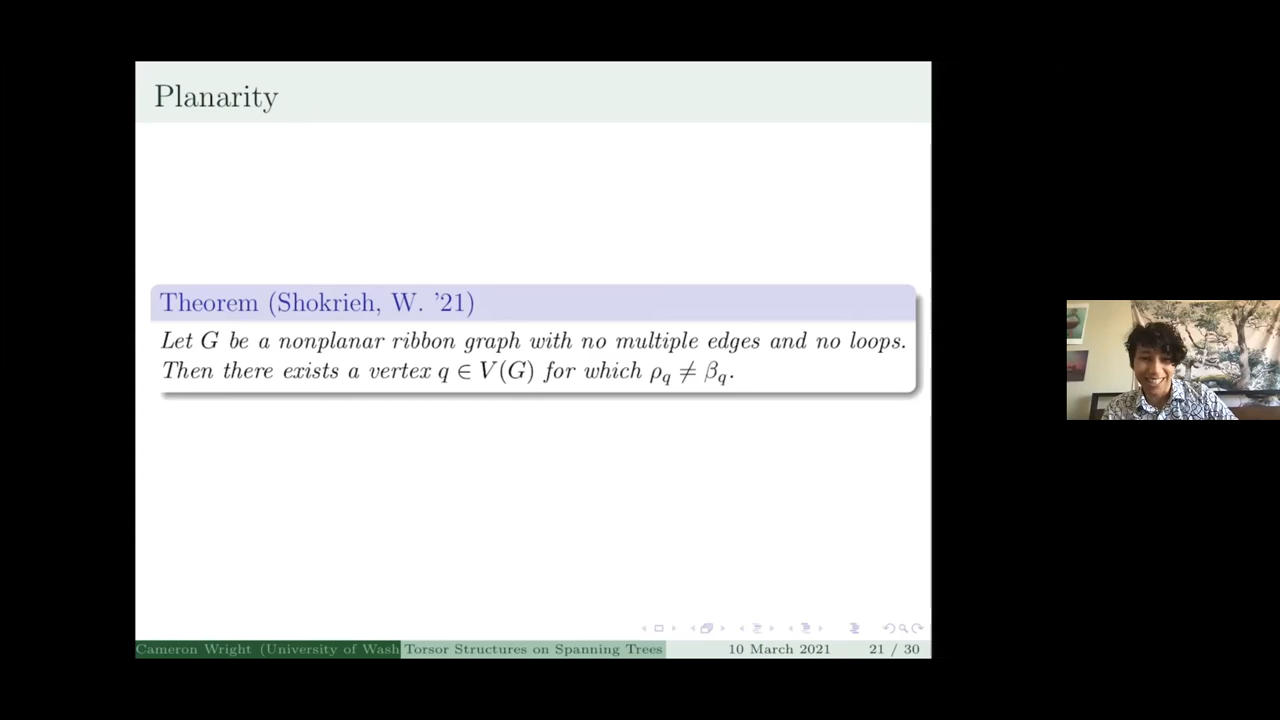 Planarity
Theorem (Shokrieh, W. '21)
Let G be a nonplanar ribbon graph with no multiple edges and no loops.
Then there exists a vertex q ∈ V(G) for which ρ_q ≠ β_q.
Cameron Wright (University of Wash
Torsor Structures on Spanning Trees
10 March 2021
21 / 30